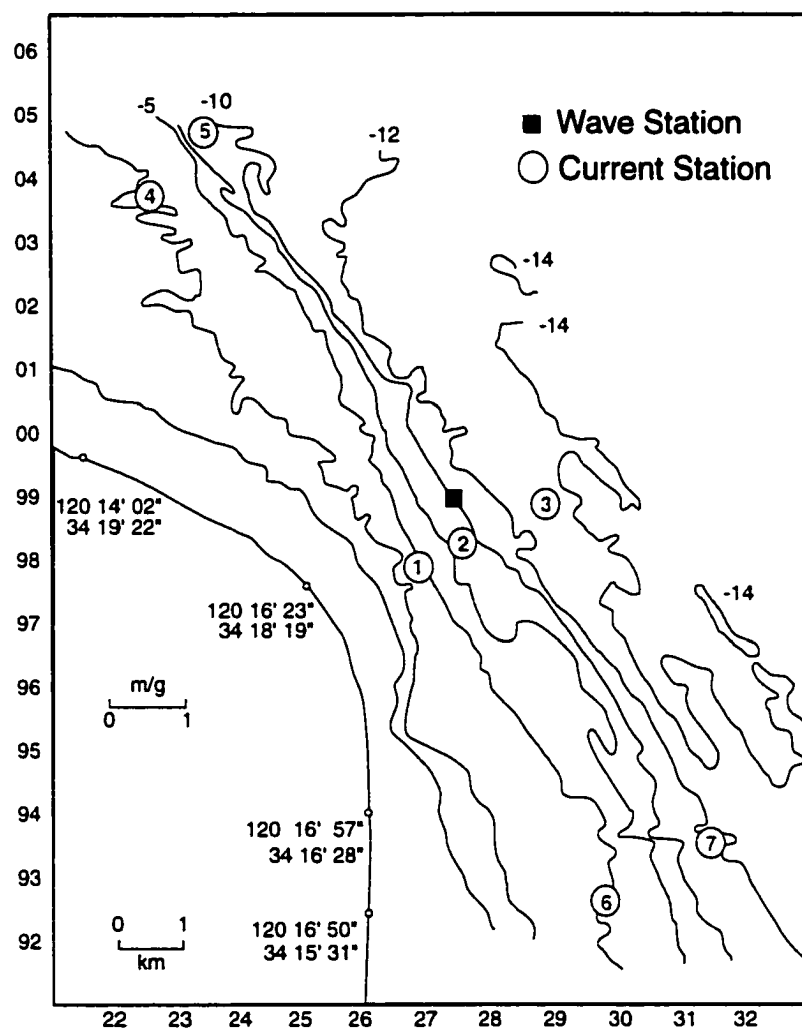 06
05
04
03
02
01
00
99
98
97
96
95
94
93
92
-5
-10
-12
-14
-14
-14
■ Wave Station
○ Current Station
5
4
3
2
1
6
7
120 14' 02"
34 19' 22"
120 16' 23"
34 18' 19"
m/g
0 1
120 16' 57"
34 16' 28"
120 16' 50"
34 15' 31"
0 1
km
22 23 24 25 26 27 28 29 30 31 32